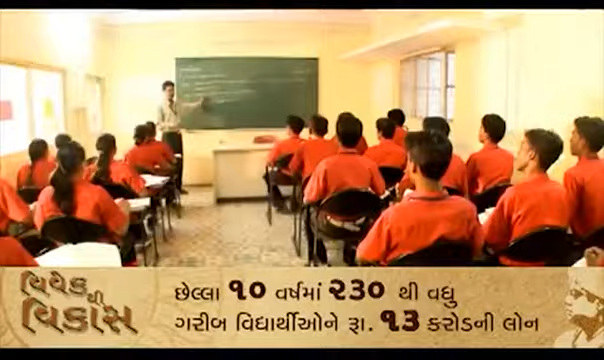 વિવેક થી
વિકાસ
છેલ્લા ૧૦ વર્ષમાં ૨૩૦ થી વધુ
ગરીબ વિદ્યાર્થીઓને રૂા. ૧૩ કરોડની લોન